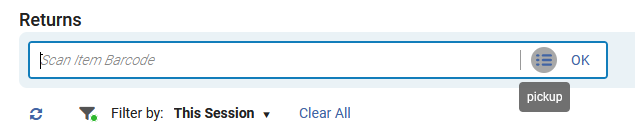 Returns
Scan Item Barcode OK
pickup
Filter by: This Session Clear All